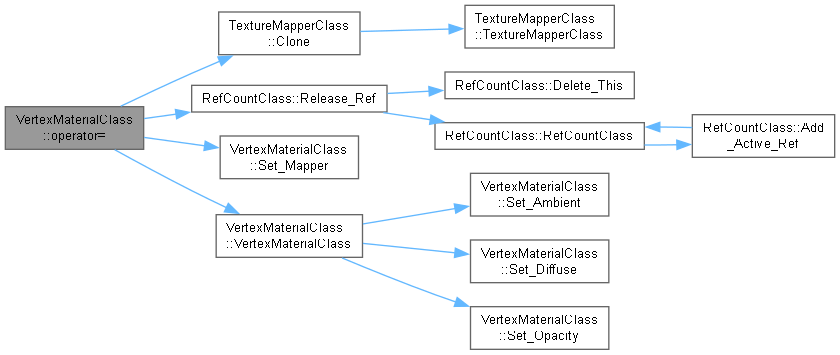 VertexMaterialClass
::operator=
TextureMapperClass
::Clone
TextureMapperClass
::TextureMapperClass
RefCountClass::Release_Ref
RefCountClass::Delete_This
RefCountClass::RefCountClass
RefCountClass::Add
_Active_Ref
VertexMaterialClass
::Set_Mapper
VertexMaterialClass
::VertexMaterialClass
VertexMaterialClass
::Set_Ambient
VertexMaterialClass
::Set_Diffuse
VertexMaterialClass
::Set_Opacity